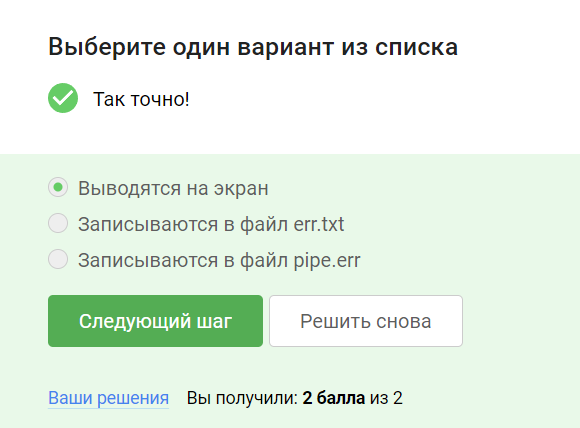 Выберите один вариант из списка
Так точно!
Выводятся на экран
Записываются в файл err.txt
Записываются в файл pipe.err
Следующий шаг
Решить снова
Ваши решения Вы получили: 2 балла из 2